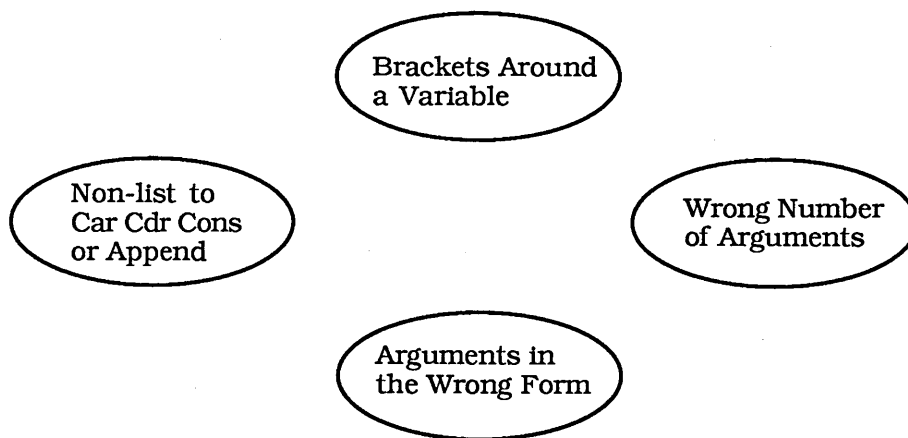 Brackets Around
a Variable
Non-list to
Car Cdr Cons
or Append
Wrong Number
of Arguments
Arguments in
the Wrong Form